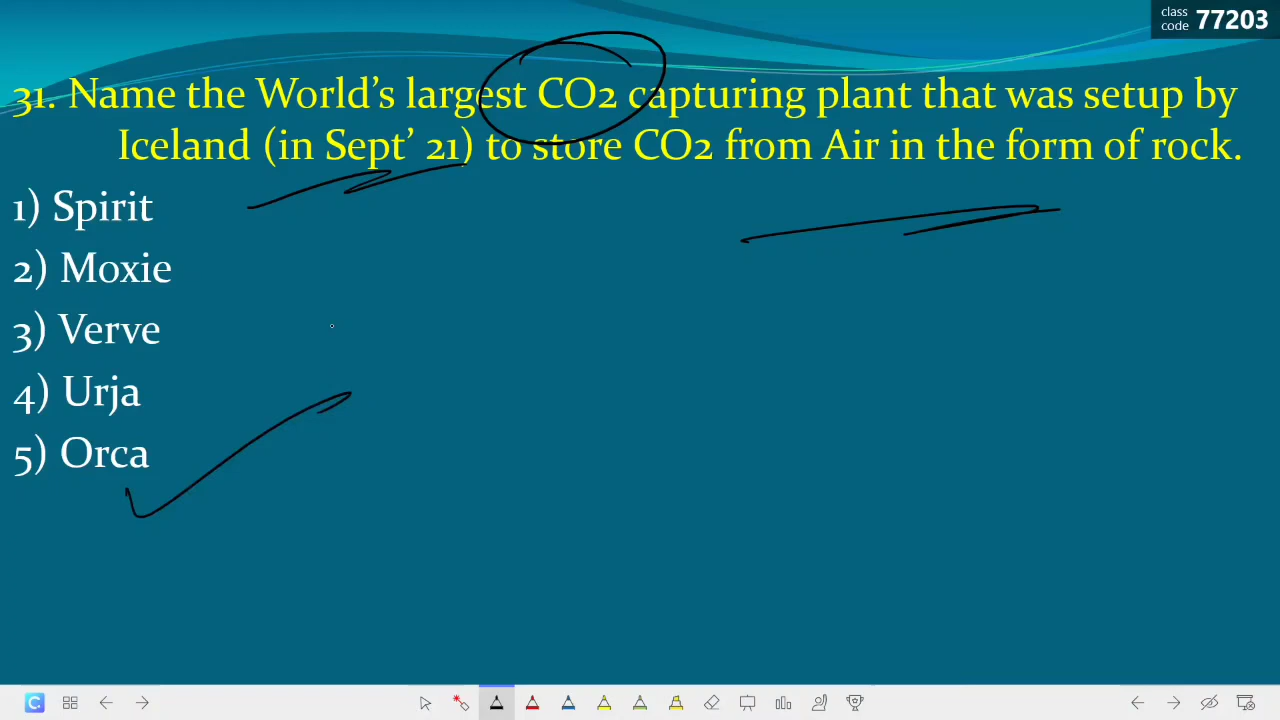 class
code 77203
31. Name the World's largest CO2 capturing plant that was setup by
Iceland (in Sept' 21) to store CO2 from Air in the form of rock.
1) Spirit
2) Moxie
3) Verve
4) Urja
5) Orca